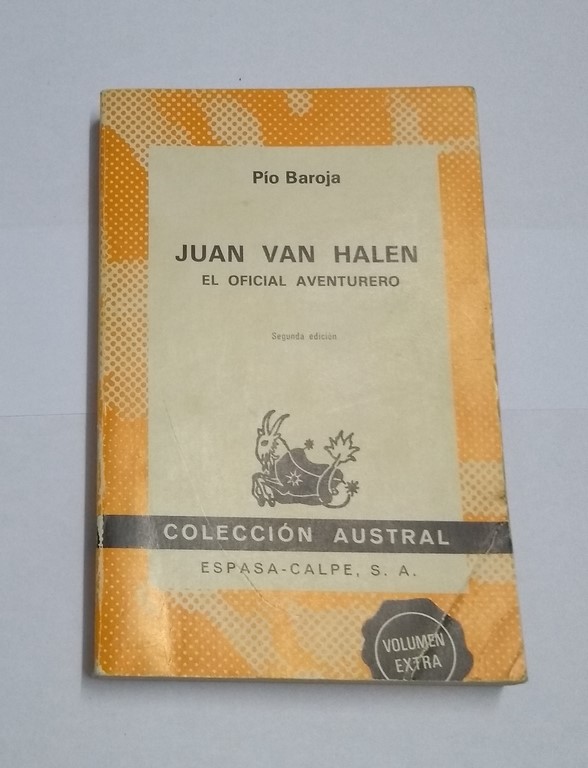 Pío Baroja
JUAN VAN HALEN
EL OFICIAL AVENTURERO
Segunda edición
COLECCIÓN AUSTRAL
ESPASA-CALPE, S. A.
VOLUMEN
EXTRA